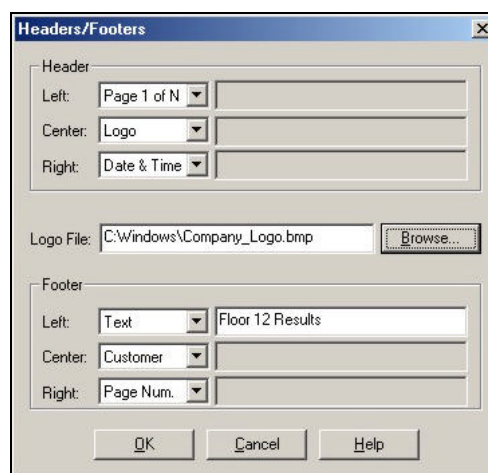 Headers/Footers
Header
Left: Page 1 of N
Center: Logo
Right: Date & Time
Logo File: C:\Windows\Company_Logo.bmp Browse...
Footer
Left: Text Floor 12 Results
Center: Customer
Right: Page Num.
OK Cancel Help